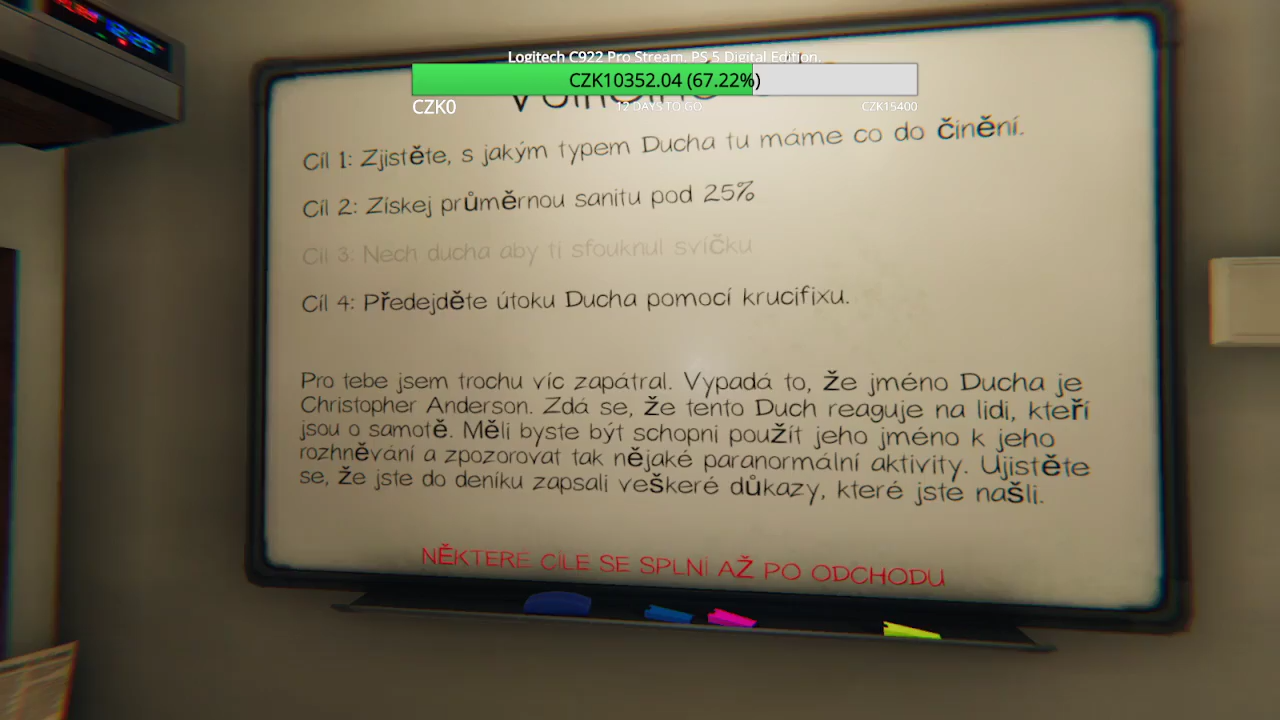 12:25
Logitech C922 Pro Stream. PS 5 Digital Edition.
CZK10352.04 (67.22%)
CZK0
12 DAYS TO GO
CZK15400
Cíl 1: Zjistěte, s jakým typem Ducha tu máme co do činění.
Cíl 2: Získej průměrnou sanitu pod 25%
Cíl 3: Nech ducha aby ti sfouknul svíčku
Cíl 4: Předejděte útoku Ducha pomocí krucifixu.
Pro tebe jsem trochu víc zapátral. Vypadá to, že jméno Ducha je
Christopher Anderson. Zdá se, že tento Duch reaguje na lidi, kteří
jsou o samotě. Měli byste být schopni použít jeho jméno k jeho
rozhněvání a zpozorovat tak nějaké paranormální aktivity. Ujistěte
se, že jste do deníku zapsali veškeré důkazy, které jste našli.
NĚKTERÉ CÍLE SE SPLNÍ AŽ PO ODCHODU